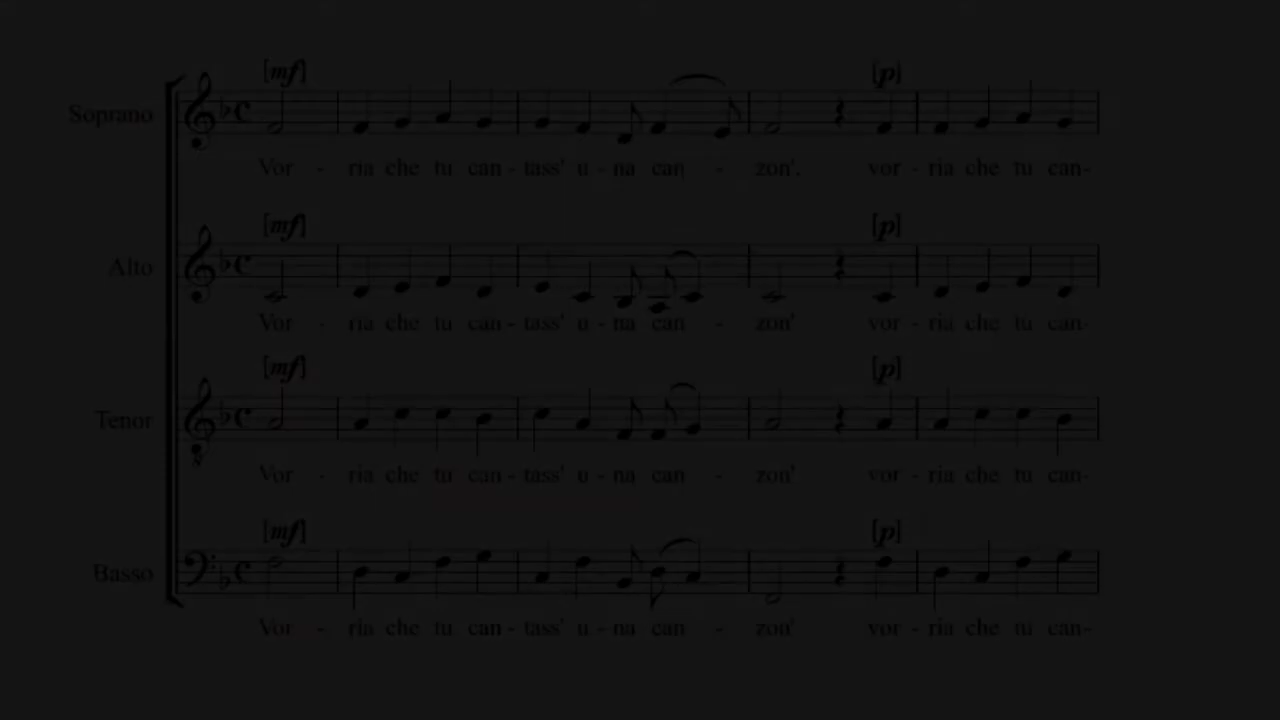 [mf] [p]
Soprano
Vor - ria che tu can - tass' u - na can - zon'. vor - ria che tu can-
[mf] [p]
Alto
Vor - ria che tu can - tass' u - na can - zon' vor - ria che tu can-
[mf] [p]
Tenor
8
Vor - ria che tu can - tass' u - na can - zon' vor - ria che tu can-
[mf] [p]
Basso
Vor - ria che tu can - tass' u - na can - zon' vor - ria che tu can-